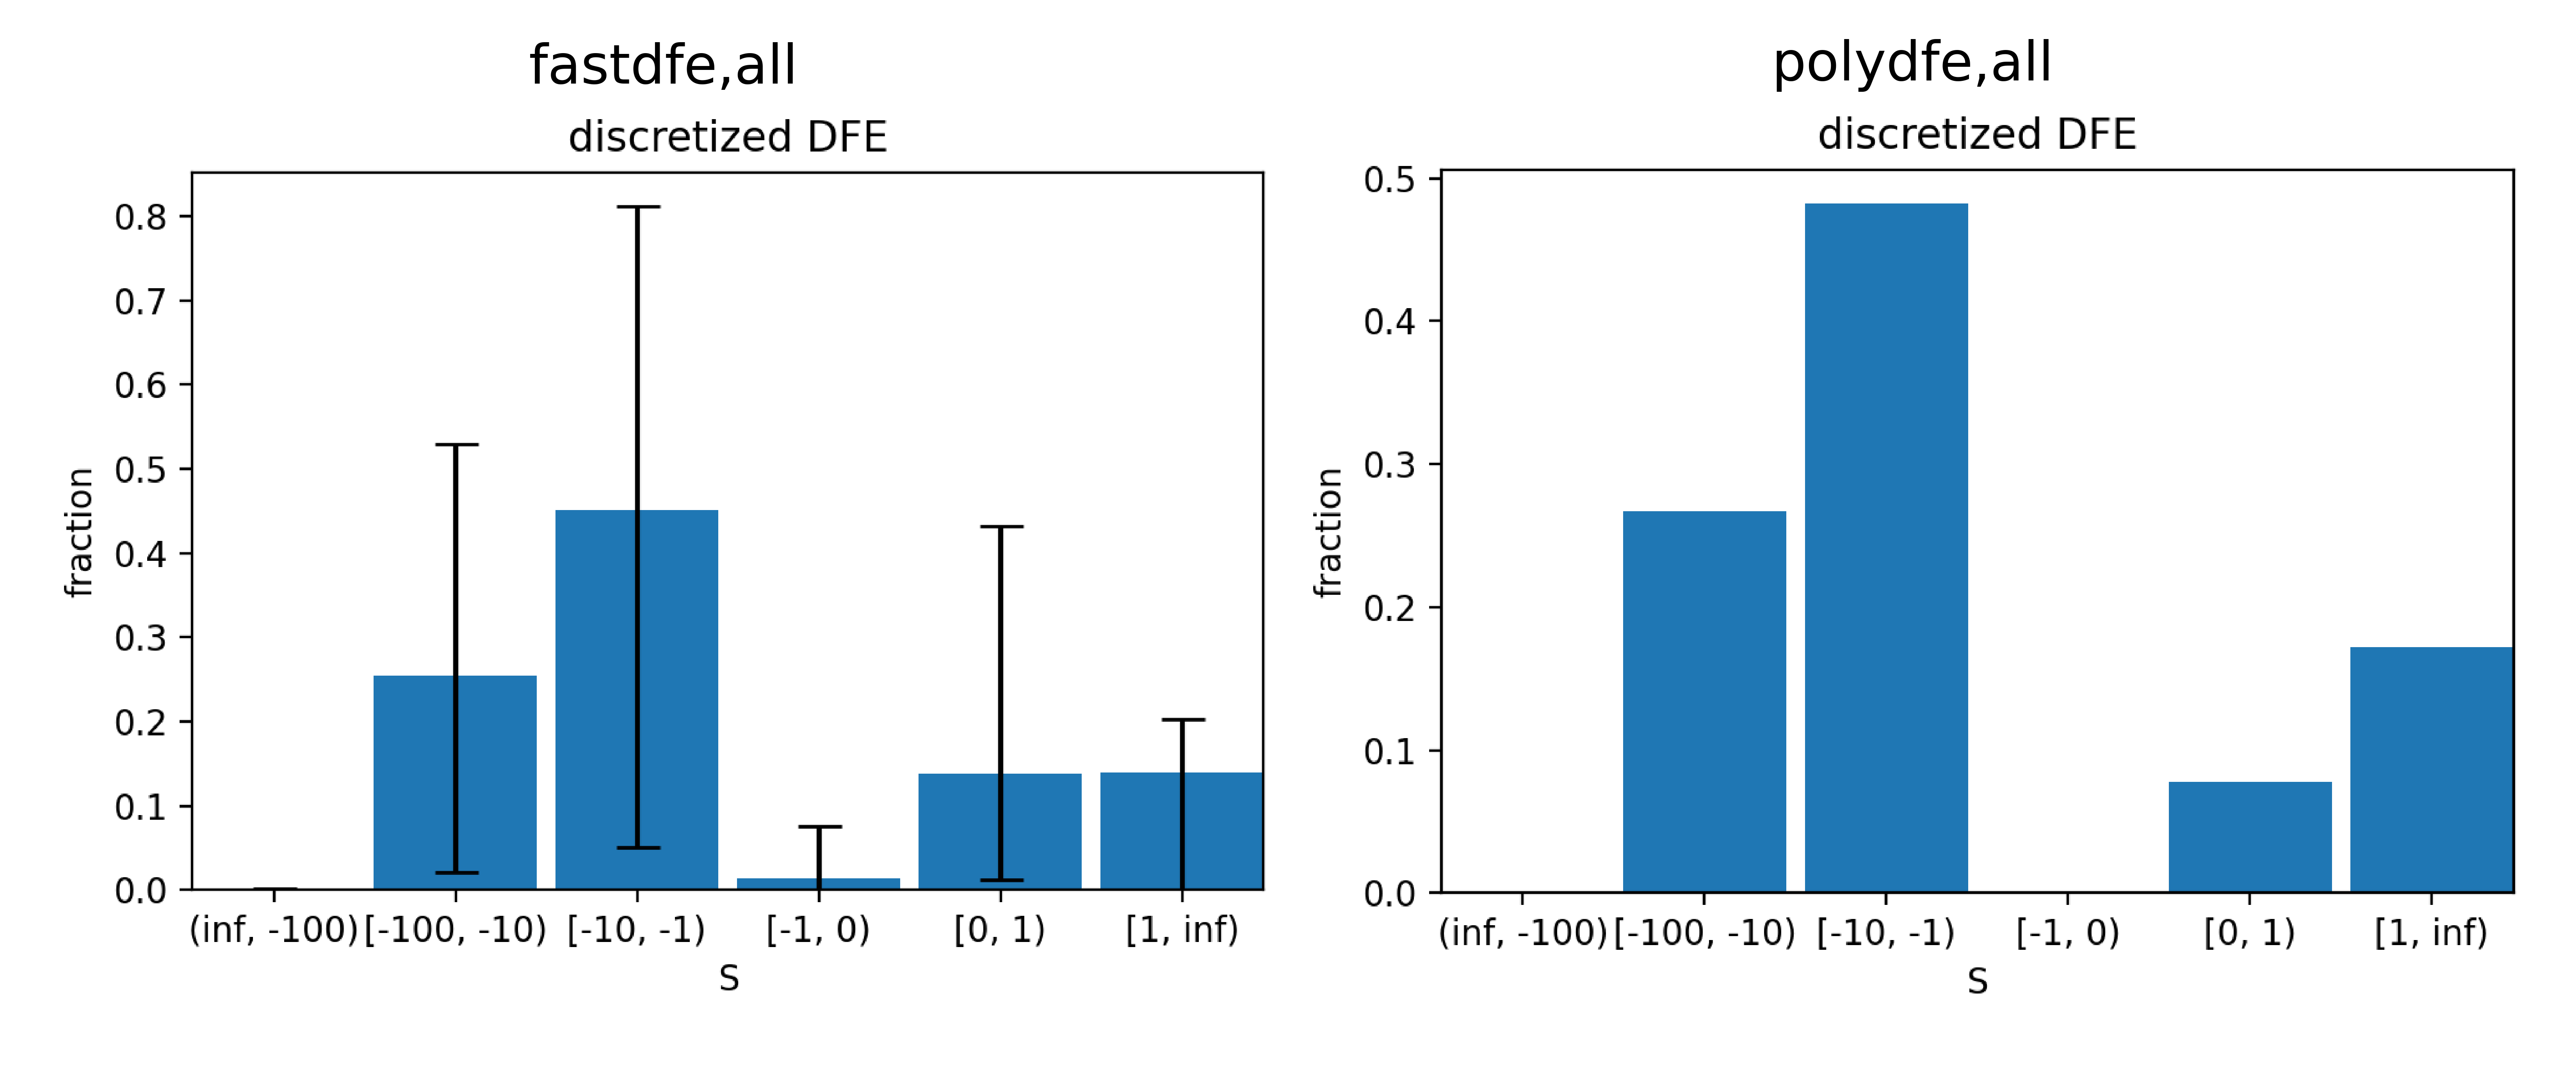 fastdfe,all
discretized DFE
0.8
0.7
0.6
0.5
0.4
0.3
0.2
0.1
0.0
fraction
(inf, -100) [-100, -10) [-10, -1) [-1, 0) [0, 1) [1, inf)
S
polydfe,all
discretized DFE
0.5
0.4
0.3
0.2
0.1
0.0
fraction
(inf, -100) [-100, -10) [-10, -1) [-1, 0) [0, 1) [1, inf)
S